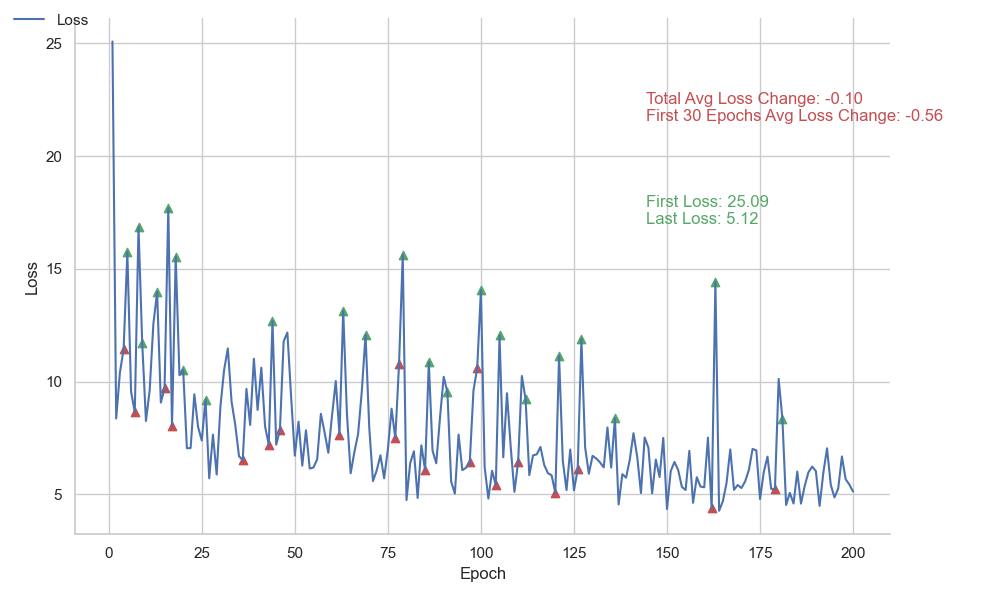 Loss
Total Avg Loss Change: -0.10
First 30 Epochs Avg Loss Change: -0.56
First Loss: 25.09
Last Loss: 5.12
Loss
25
20
15
10
5
0 25 50 75 100 125 150 175 200
Epoch